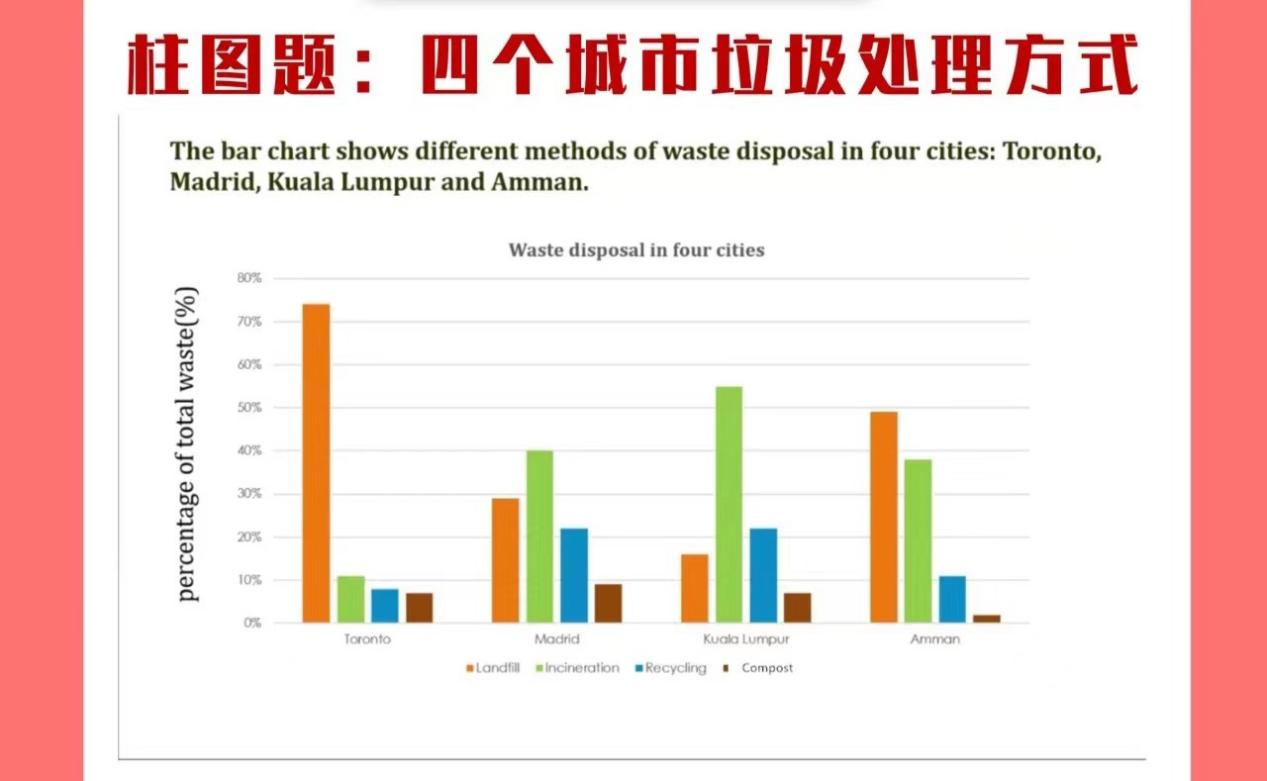 柱图题：四个城市垃圾处理方式
The bar chart shows different methods of waste disposal in four cities: Toronto,
Madrid, Kuala Lumpur and Amman.
Waste disposal in four cities
percentage of total waste(%)
80%
70%
60%
50%
40%
30%
20%
10%
0%
Toronto Madrid Kuala Lumpur Amman
Landfill Incineration Recycling Compost